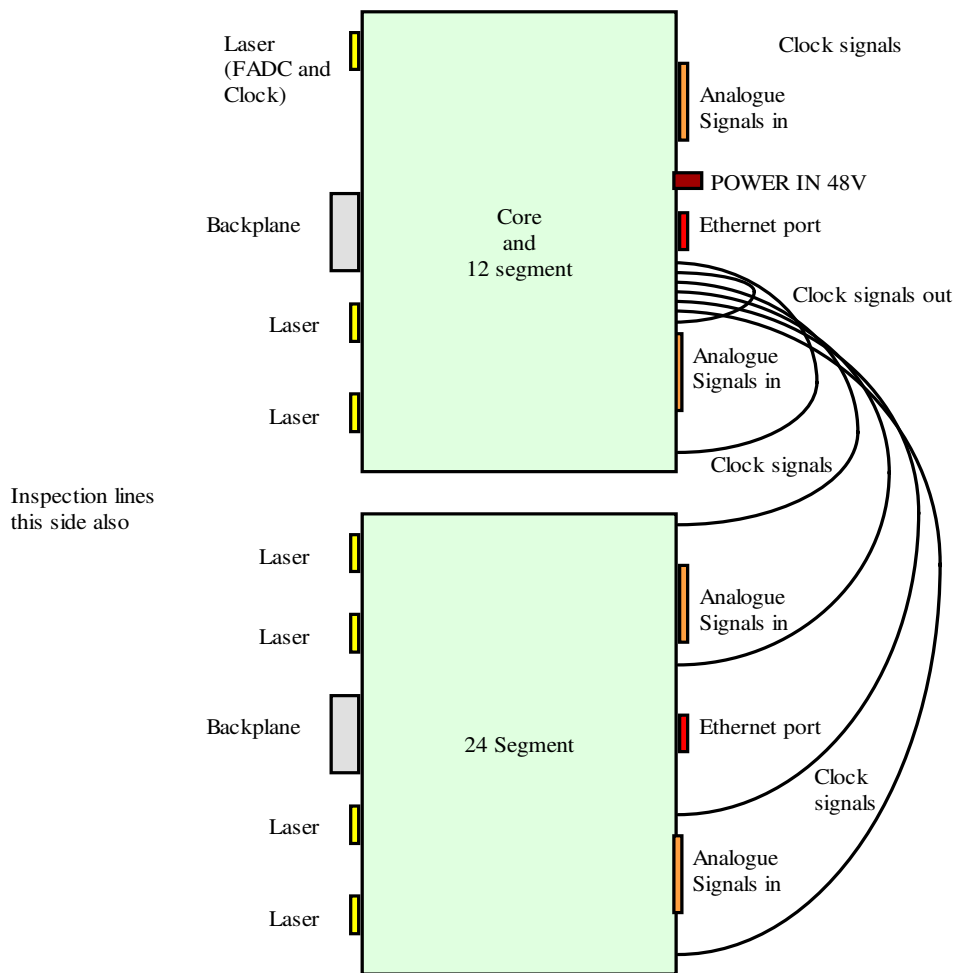 Laser
(FADC and
Clock)
Clock signals
Analogue
Signals in
POWER IN 48V
Backplane
Core
and
12 segment
Ethernet port
Clock signals out
Laser
Analogue
Signals in
Laser
Clock signals
Inspection lines
this side also
Laser
Analogue
Signals in
Laser
Backplane
24 Segment
Ethernet port
Clock
signals
Laser
Analogue
Signals in
Laser